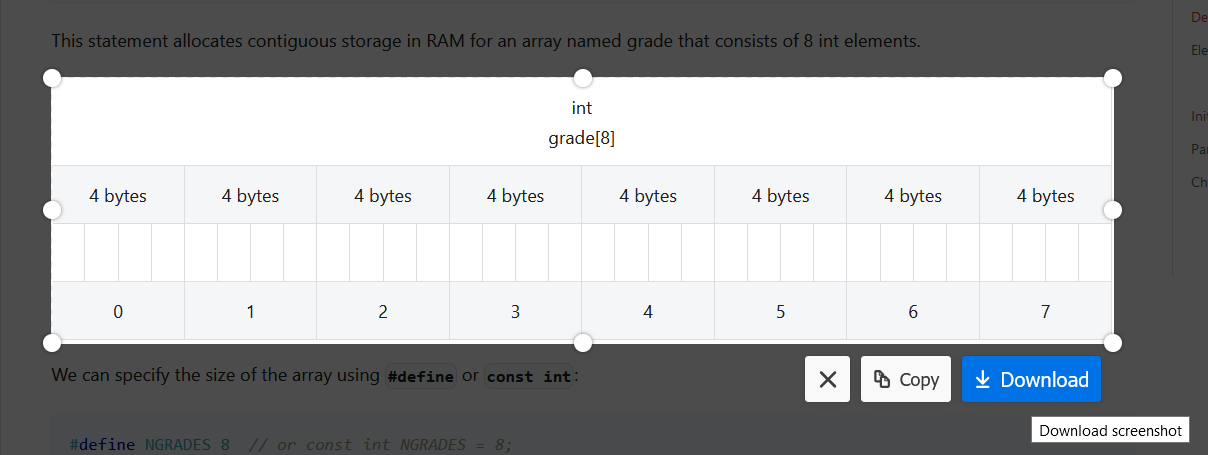 This statement allocates contiguous storage in RAM for an array named grade that consists of 8 int elements.
De
Ele
int
grade[8]
Ini
4 bytes 4 bytes 4 bytes 4 bytes 4 bytes 4 bytes 4 bytes 4 bytes
Pa
Ch
0 1 2 3 4 5 6 7
We can specify the size of the array using #define or const int:
Copy
Download
Download screenshot
#define NGRADES 8 // or const int NGRADES = 8;